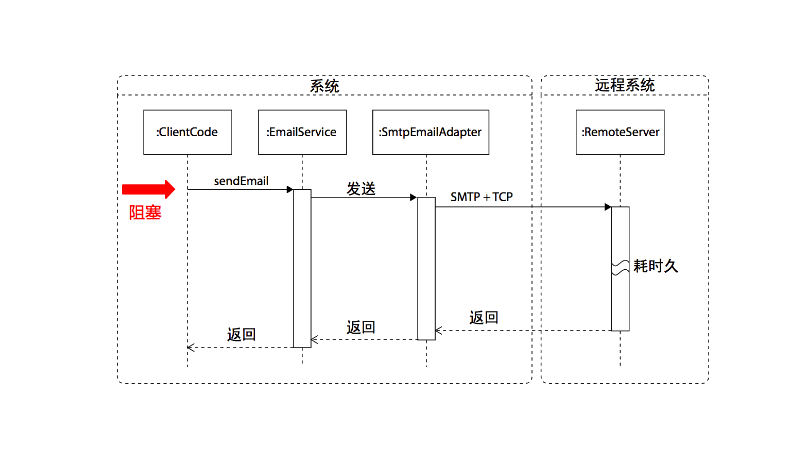 系统
远程系统
:ClientCode
:EmailService
:SmtpEmailAdapter
:RemoteServer
sendEmail
发送
SMTP + TCP
阻塞
耗时久
返回
返回
返回